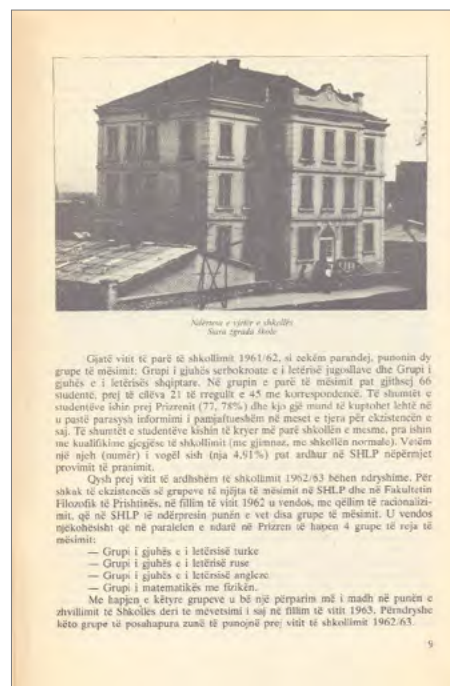 Ndërtesa e vjetër e shkollës
Stara zgrada škole
Gjatë vitit të parë të shkollimit 1961/62, si cekëm parandej, punonin dy
grupe të mësimit: Grupi i gjuhës serbokroate e i letërisë jugosllave dhe Grupi i
gjuhës e i letërisës shqiptare. Në grupin e parë të mësimit pat gjithsej 66
studentë, prej të cilëva 21 të rregullt e 45 me korrespondencë. Të shumtët e
studentëve ishin prej Prizrenit (77, 78%) dhe kjo gjë mund të kuptohet lehtë në
u pastë parasysh informimi i pamjaftueshëm në meset e tjera për ekzistencën e
saj. Të shumtët e studentëve kishin të kryer më parë shkollën e mesme, pra ishin
me kualifikime gjegjëse të shkollimit (me gjimnaz, me shkollën normale). Vetëm
një njeh (numër) i vogël sish (nja 4,91%) pat ardhur në SHLP nëpërmjet
provimit të pranimit.
Qysh prej vitit të ardhshëm të shkollimit 1962/63 bëhen ndryshime. Për
shkak të ekzistencës së grupeve të njëjta të mësimit në SHLP dhe në Fakultetin
Filozofik të Prishtinës, në fillim të vitit 1962 u vendos, me qëllim të racionalizi-
mit, që në SHLP të ndërpresin punën e vet disa grupe të mësimit. U vendos
njëkohësisht që në paralelen e ndarë në Prizren të hapen 4 grupe të reja të
mësimit:
— Grupi i gjuhës e i letërsisë turke
— Grupi i gjuhës e i letërsisë ruse
— Grupi i gjuhës e i letërsisë angleze
— Grupi i matematikës me fizikën.
Me hapjen e këtyre grupeve u bë një përparim më i madh në punën e
zhvillimit të Shkollës deri te mëvetsimi i saj në fillim të vitit 1963. Përndryshe
këto grupe të posahapura zunë të punojnë prej vitit të shkollimit 1962/63.
9